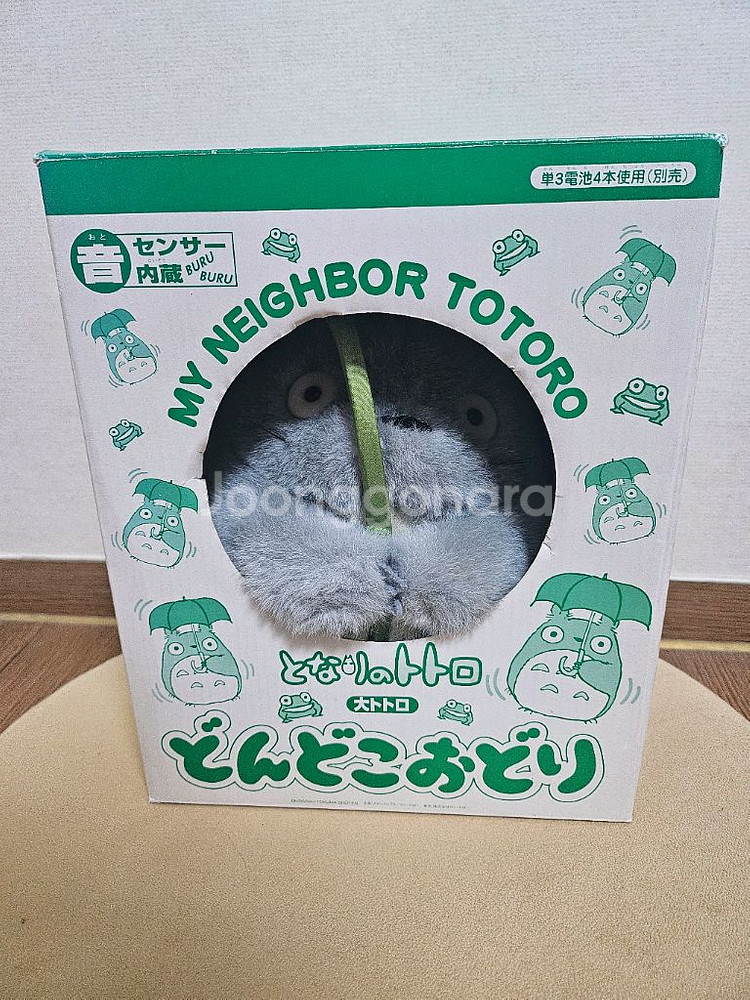 単3電池4本使用(別売)
音 センサー
内蔵 BURU
BURU
おと
MY NEIGHBOR TOTORO
Joonggonara
となりのトトロ
大トトロ
どんどこおどり